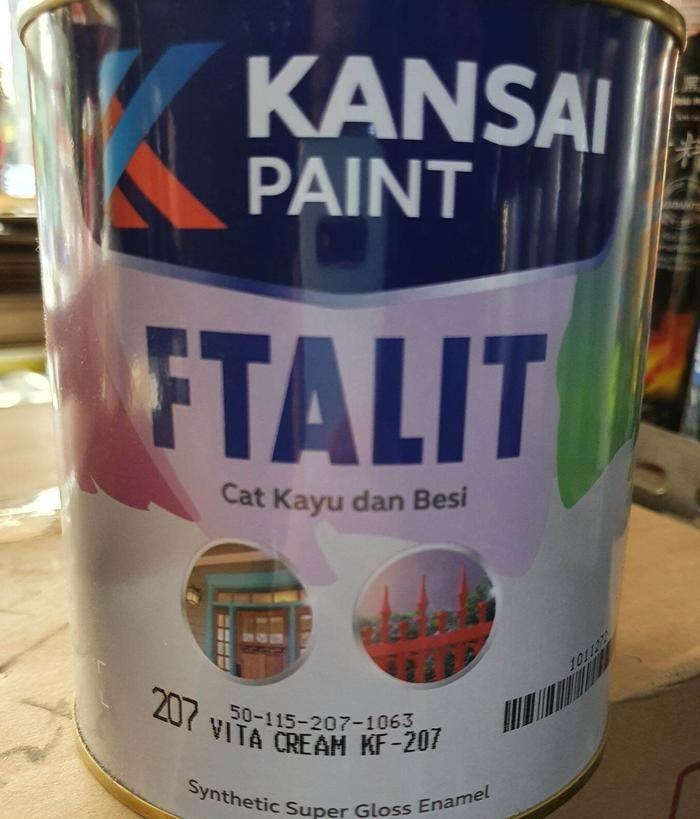 KANSAI
PAINT
FTALIT
Cat Kayu dan Besi
50-115-207-1063
207 VITA CREAM KF-207
Synthetic Super Gloss Enamel